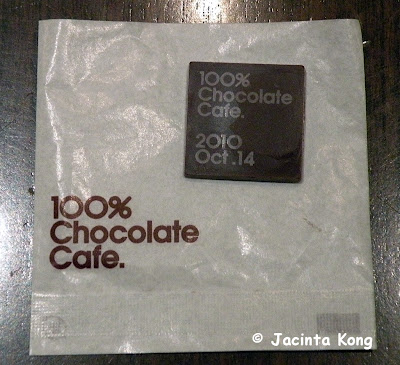 100%
Chocolate
Cafe.
2010
Oct.14
100%
Chocolate
Cafe.
© Jacinta Kong